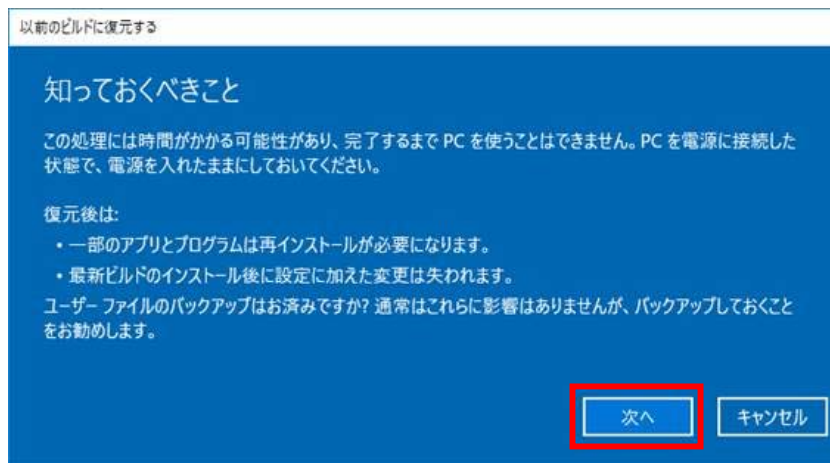 以前のビルドに復元する
知っておくべきこと
この処理には時間がかかる可能性があり、完了するまで PC を使うことはできません。PC を電源に接続した
状態で、電源を入れたままにしておいてください。
復元後は:
・一部のアプリとプログラムは再インストールが必要になります。
・最新ビルドのインストール後に設定に加えた変更は失われます。
ユーザー ファイルのバックアップはお済みですか? 通常はこれらに影響はありませんが、バックアップしておくこと
をお勧めします。
次へ
キャンセル